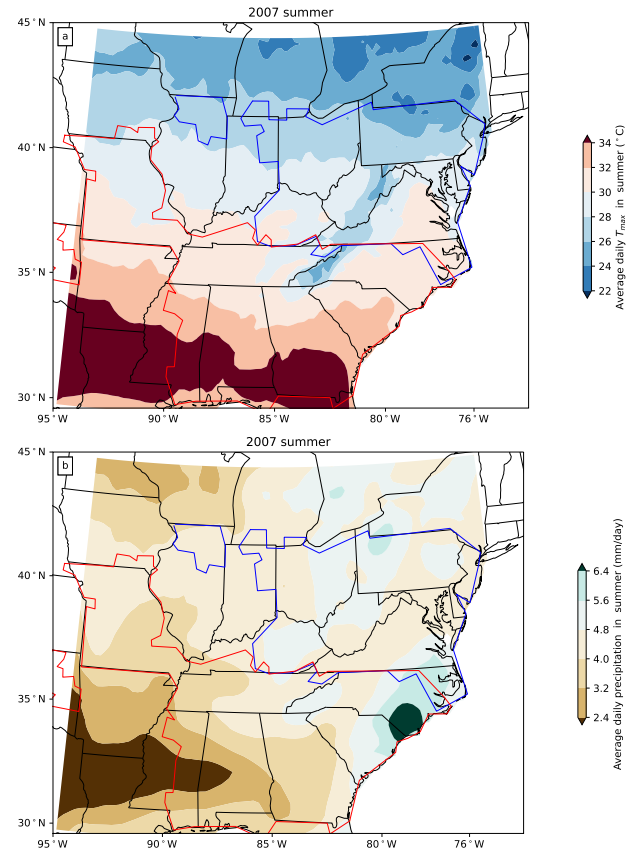 2007 summer
45°N
a
40°N
35°N
30°N
95°W 90°W 85°W 80°W 76°W
34
32
30
28
26
24
22
Average daily Tmax in summer (°C)
2007 summer
45°N
b
40°N
35°N
30°N
95°W 90°W 85°W 80°W 76°W
6.4
5.6
4.8
4.0
3.2
2.4
Average daily precipitation in summer (mm/day)